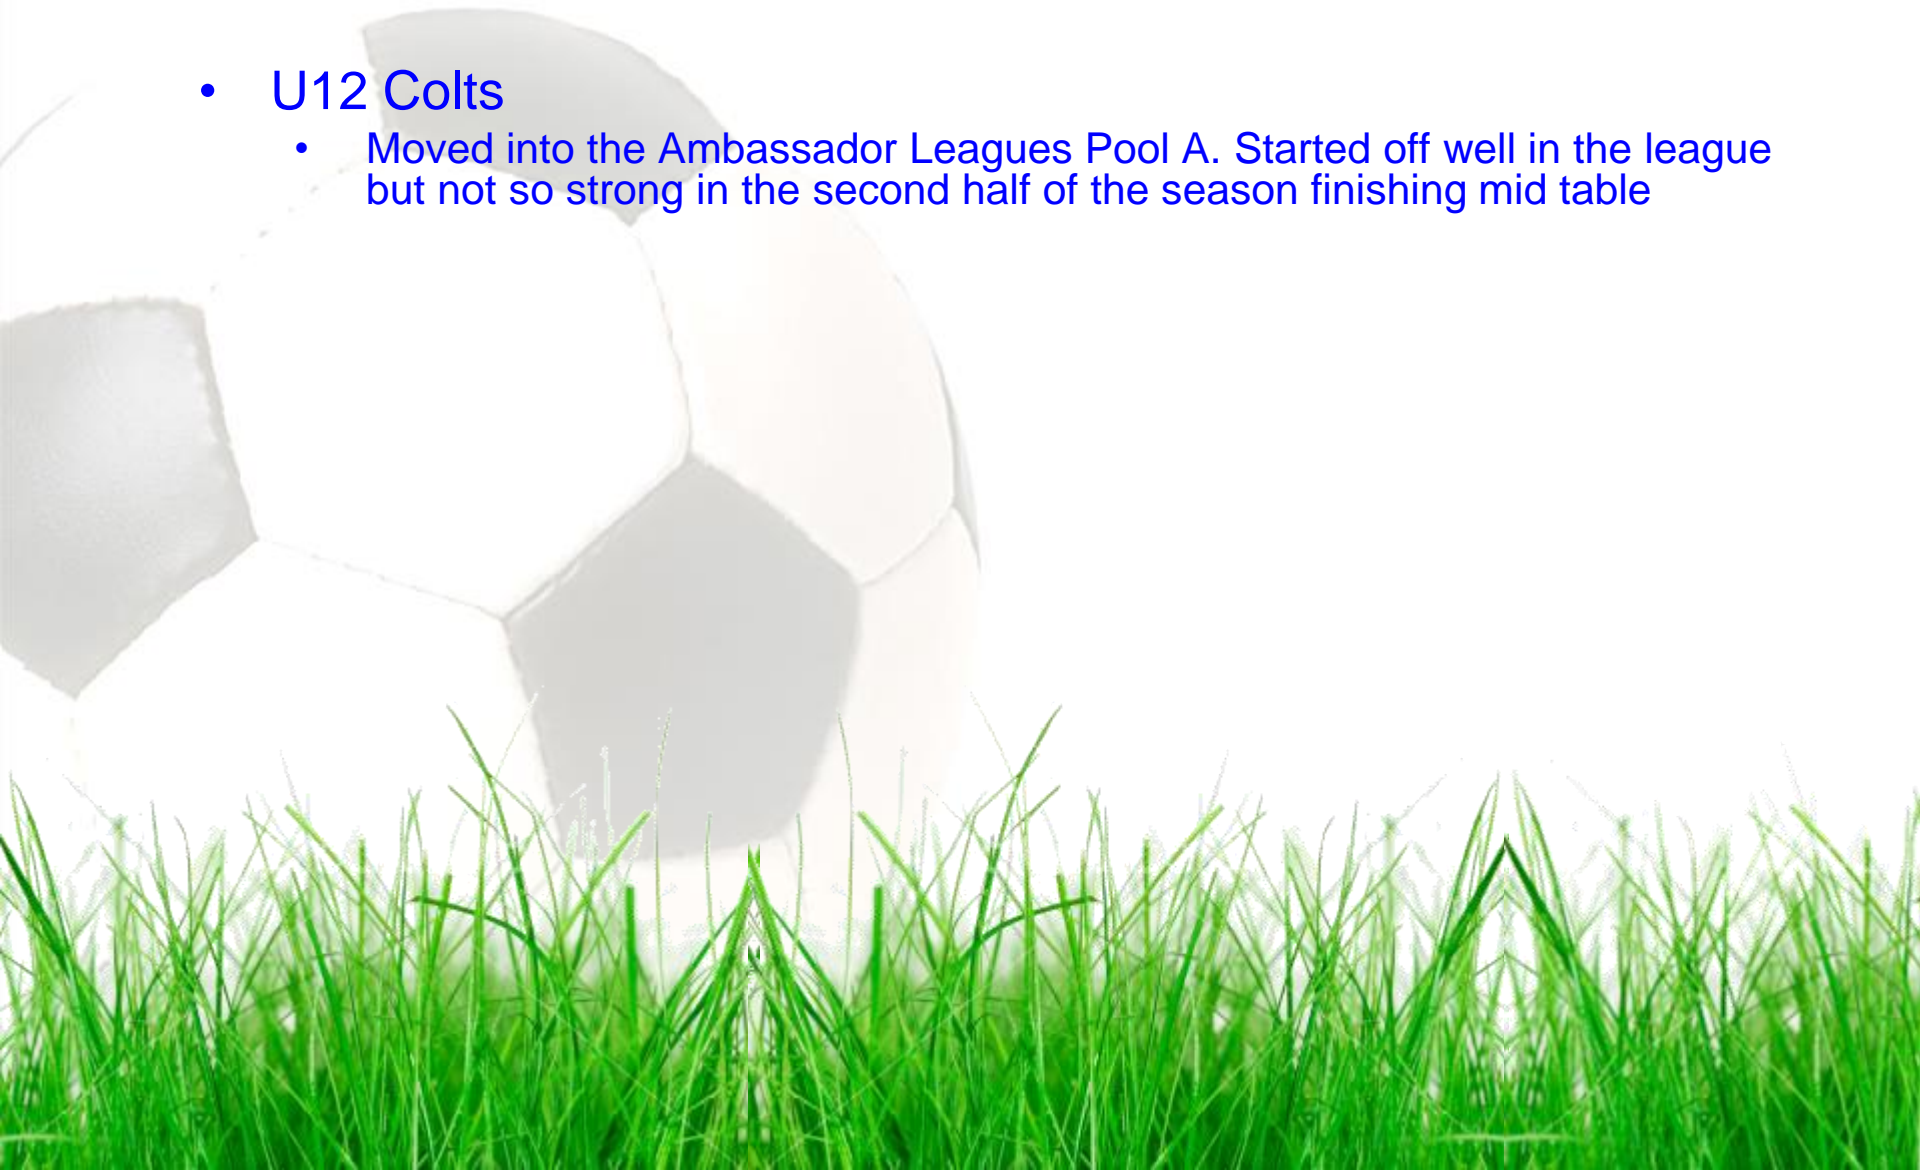 • U12 Colts
• Moved into the Ambassador Leagues Pool A. Started off well in the league
but not so strong in the second half of the season finishing mid table